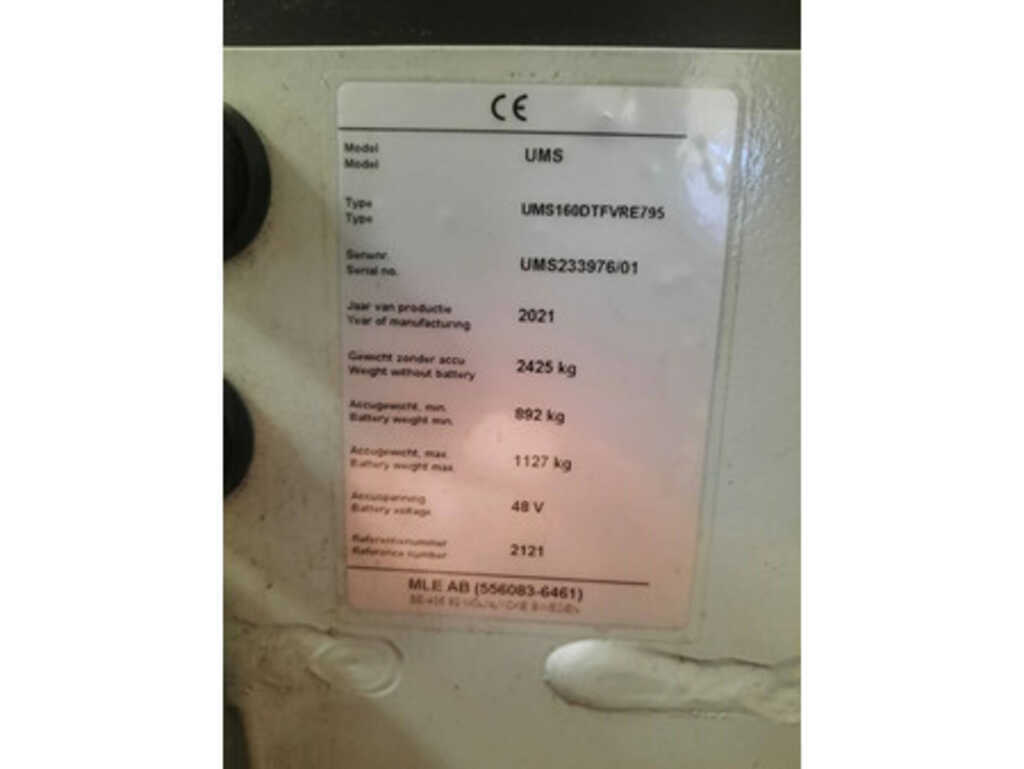 CE
Model UMS
Model
Type UMS160DTFVRE795
Type
Serienr. UMS233976/01
Serial no.
Jaar van productie 2021
Year of manufacturing
Gewicht zonder accu 2425 kg
Weight without battery
Accugewicht, min. 892 kg
Battery weight min.
Accugewicht, max. 1127 kg
Battery weight max
Accuspanning 48 V
Battery voltage
Referentienummer 2121
Reference number
MLE AB (556083-6461)
SWEDEN